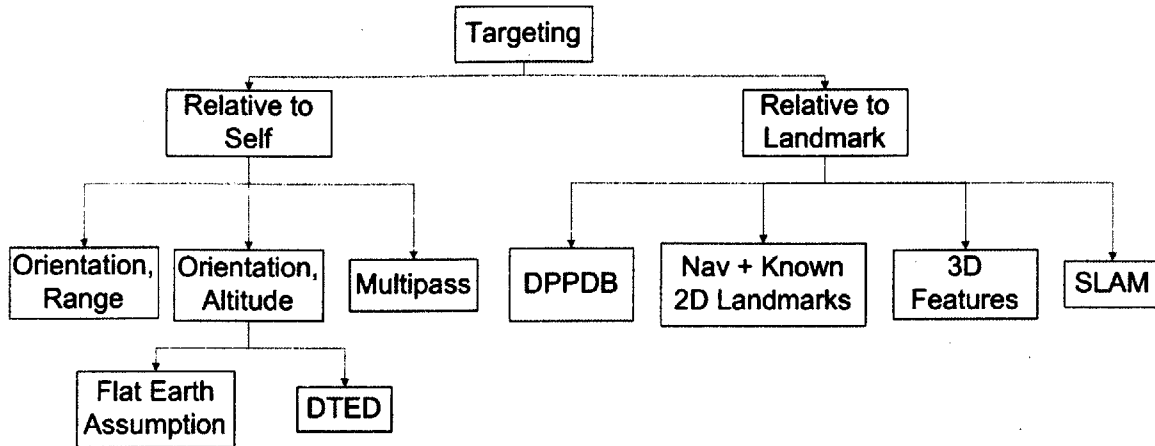 Targeting
Relative to
Self
Relative to
Landmark
Orientation,
Range
Orientation,
Altitude
Multipass
DPPDB
Nav + Known
2D Landmarks
3D
Features
SLAM
Flat Earth
Assumption
DTED